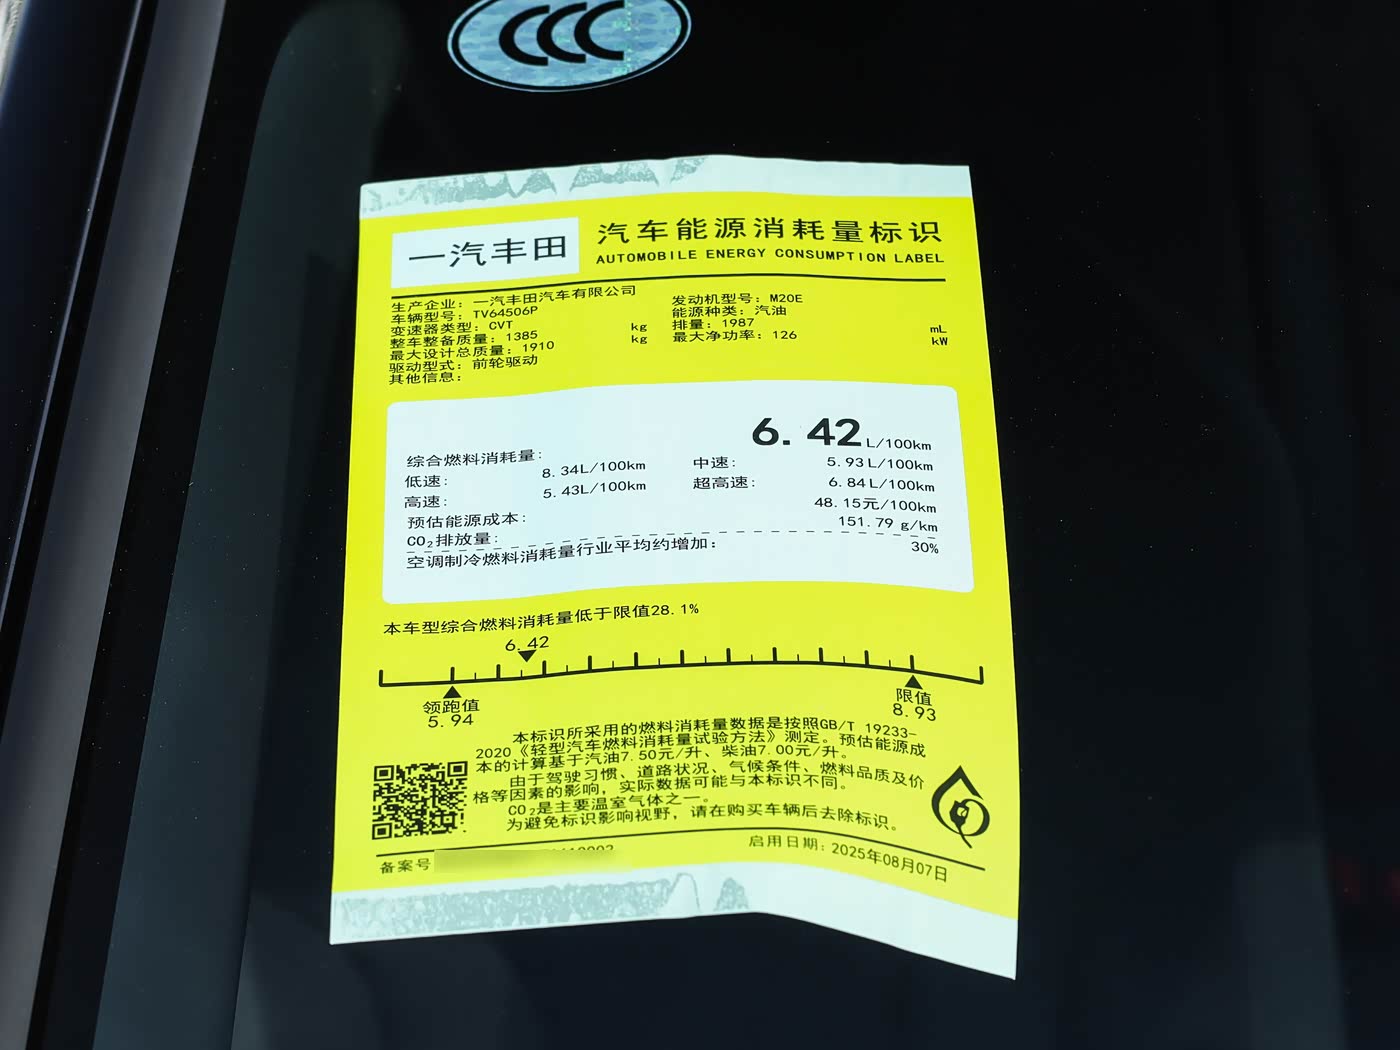 CCC
一汽丰田
汽车能源消耗量标识
AUTOMOBILE ENERGY CONSUMPTION LABEL
生产企业：一汽丰田汽车有限公司
车辆型号：TV64506P
变速器类型：CVT
整车整备质量：1385 kg
最大设计总质量：1910 kg
驱动型式：前轮驱动
其他信息：
发动机型号：M20E
能源种类：汽油
排量：1987 mL
最大净功率：126 kW
综合燃料消耗量： 6.42 L/100km
低速： 8.34L/100km 中速： 5.93L/100km
高速： 5.43L/100km 超高速： 6.84L/100km
预估能源成本： 48.15元/100km
CO₂排放量： 151.79 g/km
空调制冷燃料消耗量行业平均约增加： 30%
本车型综合燃料消耗量低于限值28.1%
6.42
领跑值 限值
5.94 8.93
本标识所采用的燃料消耗量数据是按照GB/T 19233-
2020《轻型汽车燃料消耗量试验方法》测定。预估能源成
本的计算基于汽油7.50元/升、柴油7.00元/升。
由于驾驶习惯、道路状况、气候条件、燃料品质及价
格等因素的影响，实际数据可能与本标识不同。
CO₂是主要温室气体之一。
为避免标识影响视野，请在购买车辆后去除标识。
备案号
启用日期：2025年08月07日